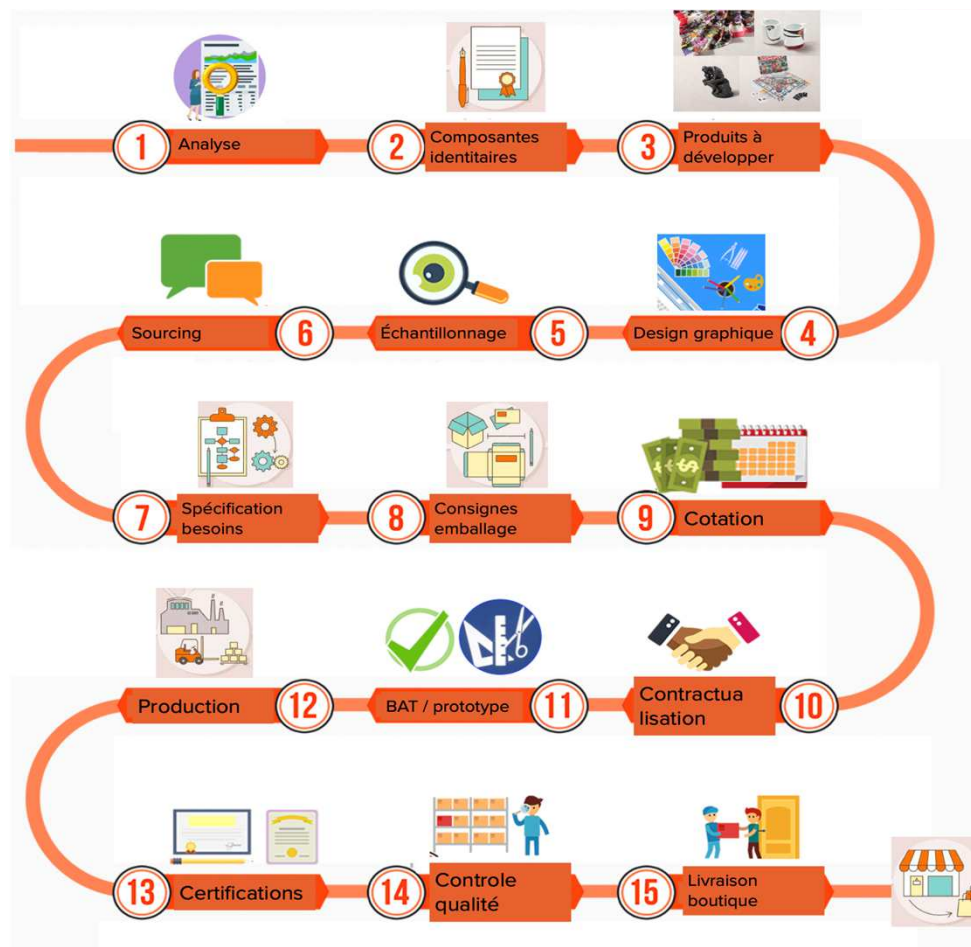 1
Analyse
2
Composantes
identitaires
3
Produits à
développer
4
Design graphique
5
Échantillonnage
6
Sourcing
7
Spécification
besoins
8
Consignes
emballage
9
Cotation
10
Contractua
lisation
11
BAT / prototype
12
Production
13
Certifications
14
Controle
qualité
15
Livraison
boutique